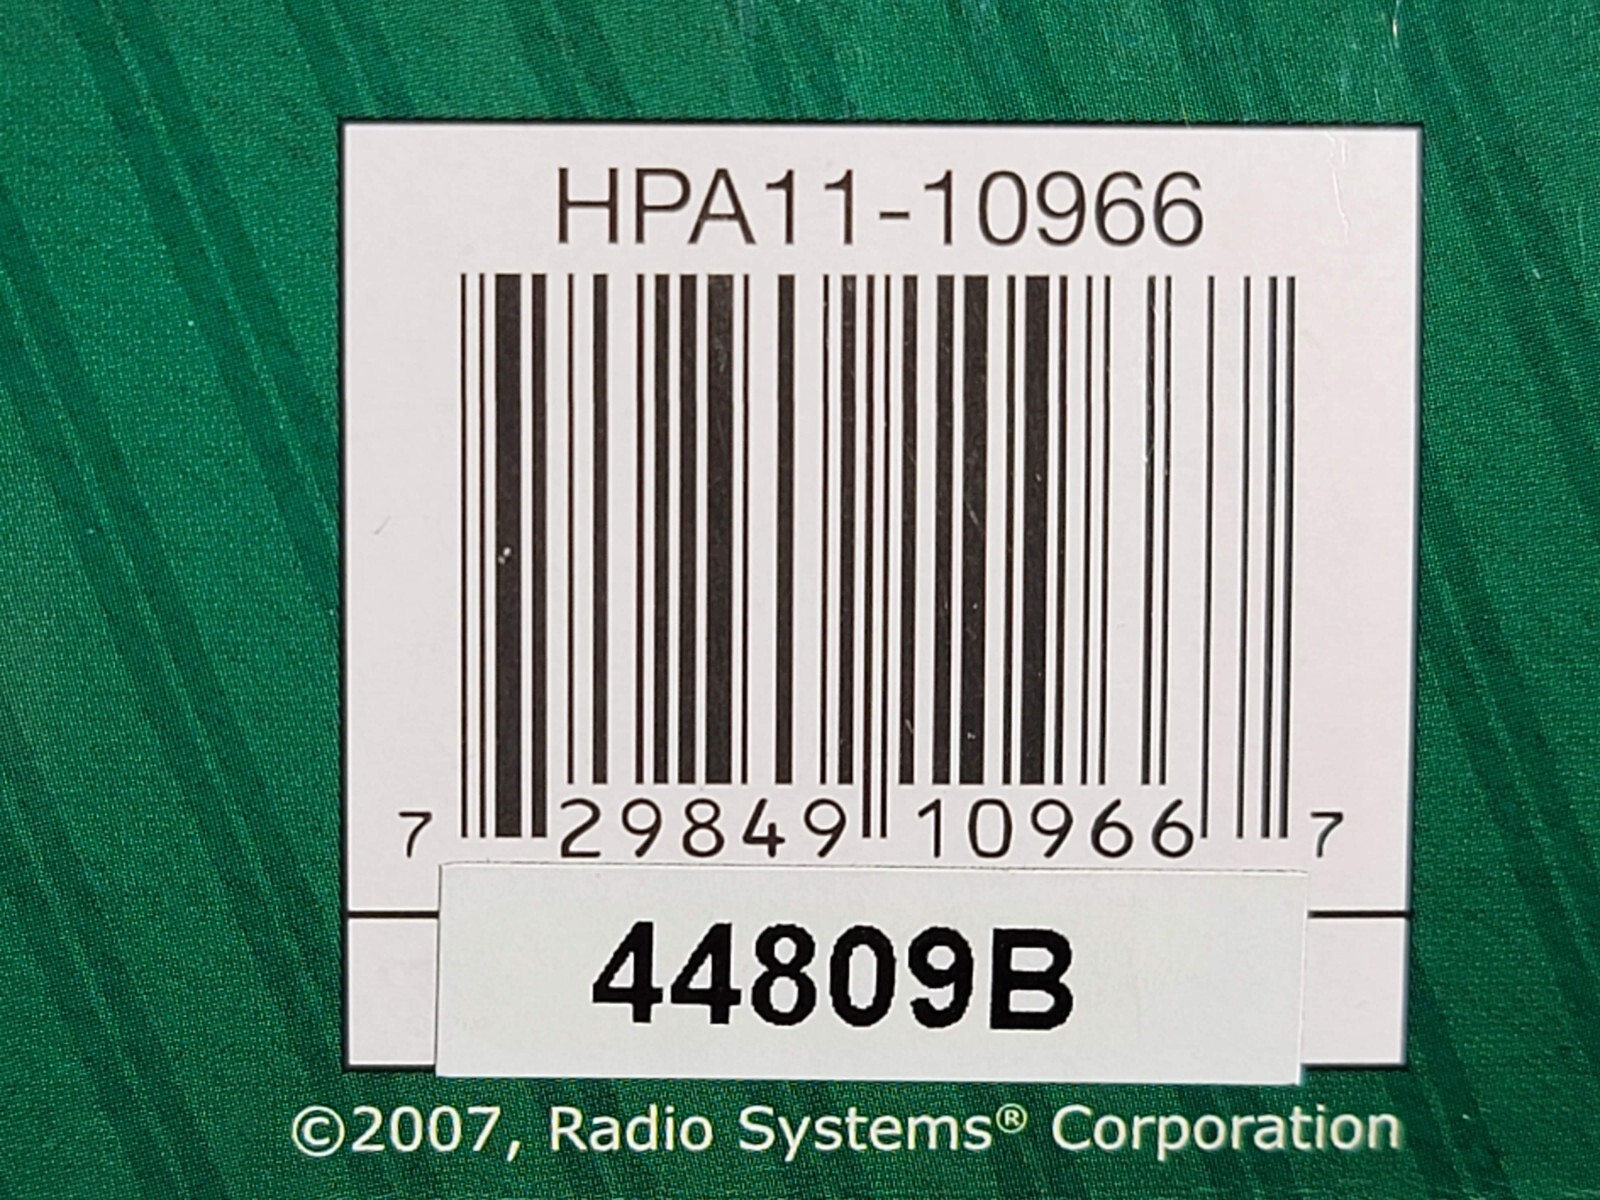 HPA11-10966
7 29849 10966 7
44809B
©2007, Radio Systems® Corporation